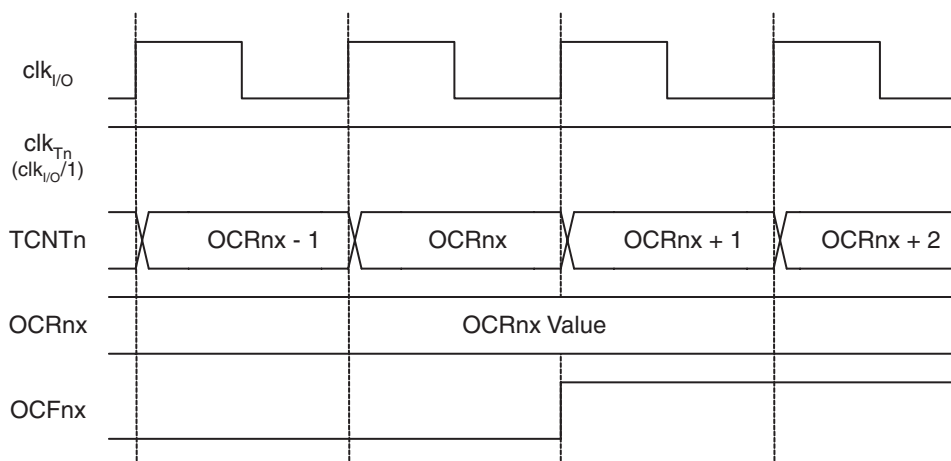 clkI/O
clkTn
(clkI/O/1)
TCNTn
OCRnx - 1
OCRnx
OCRnx + 1
OCRnx + 2
OCRnx
OCRnx Value
OCFnx